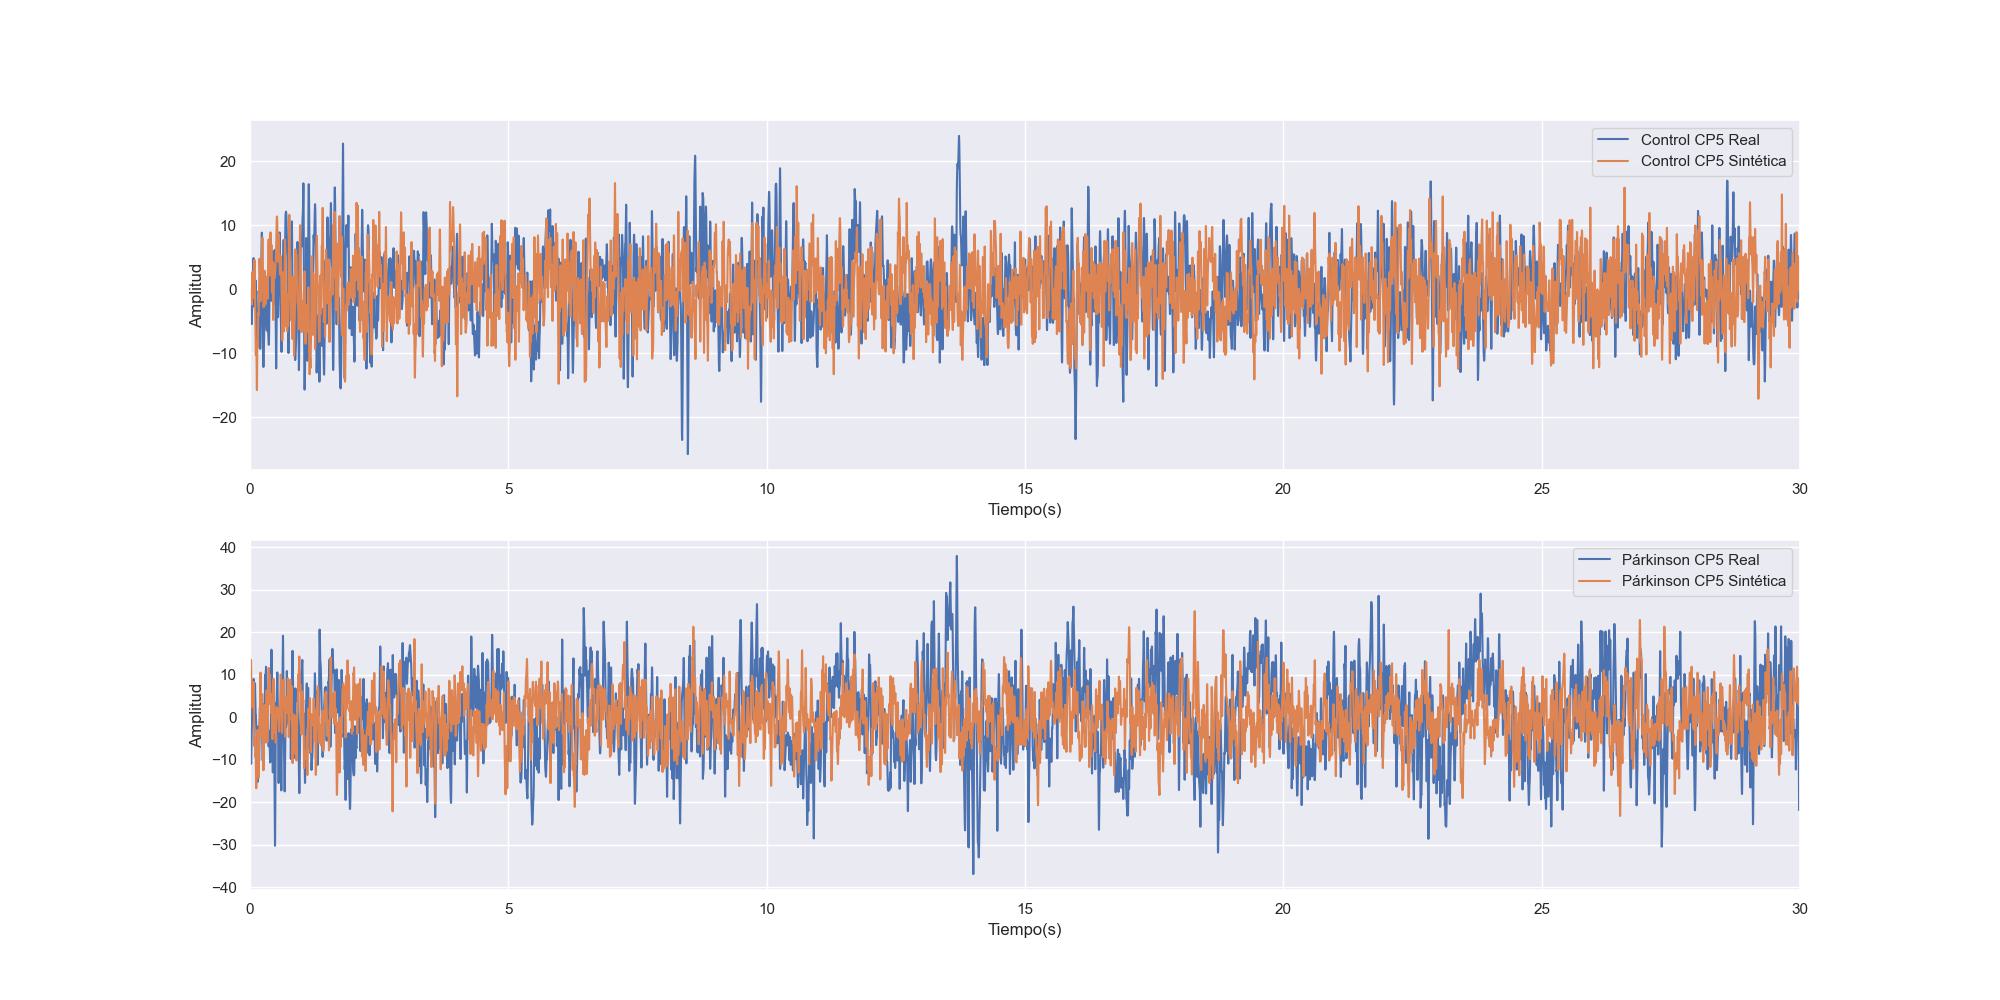 Control CP5 Real
Control CP5 Sintética
Amplitud
20
10
0
−10
−20
0 5 10 15 20 25 30
Tiempo(s)
Párkinson CP5 Real
Párkinson CP5 Sintética
Amplitud
40
30
20
10
0
−10
−20
−30
−40
0 5 10 15 20 25 30
Tiempo(s)